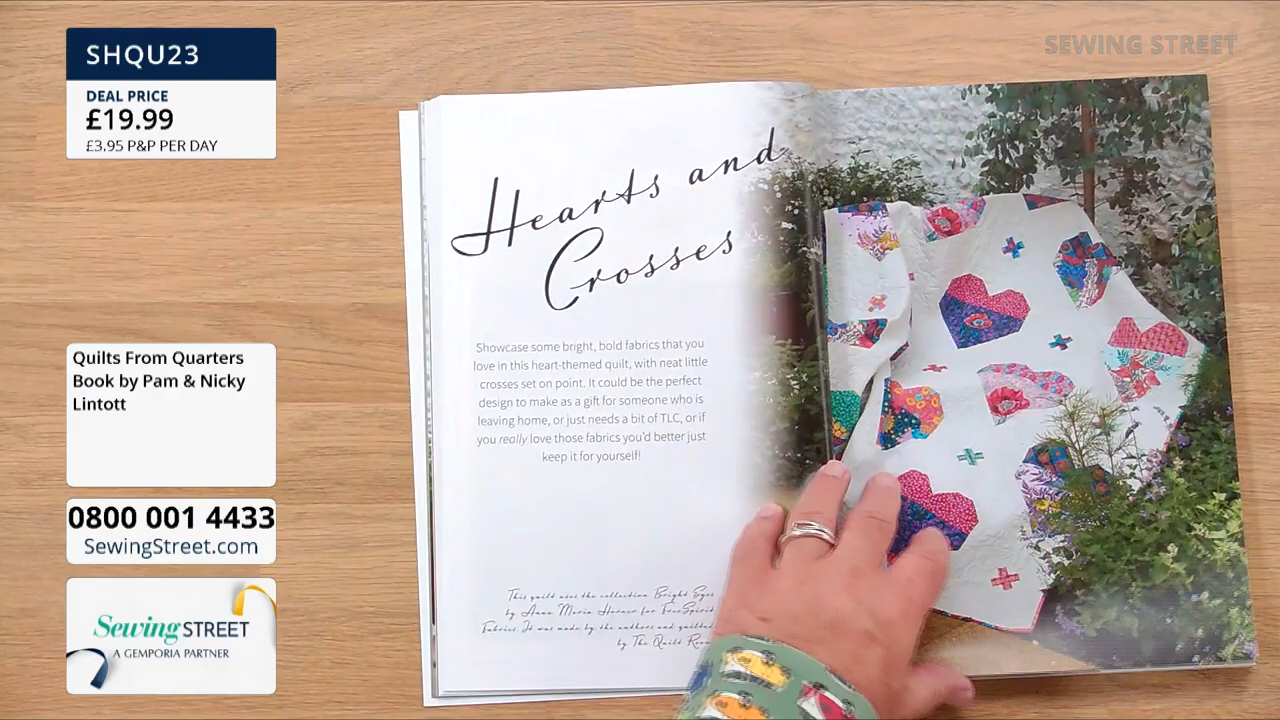 SHQU23
DEAL PRICE
£19.99
£3.95 P&P PER DAY
Quilts From Quarters
Book by Pam & Nicky
Lintott
0800 001 4433
SewingStreet.com
Sewing STREET
A GEMPORIA PARTNER
SEWING STREET
Hearts and
Crosses
Showcase some bright, bold fabrics that you
love in this heart-themed quilt, with neat little
crosses set on point. It could be the perfect
design to make as a gift for someone who is
leaving home, or just needs a bit of TLC, or if
you really love those fabrics you'd better just
keep it for yourself!
This quilt uses the collection Bright Eyes
by Anna Maria Horner for FreeSpirit
Fabrics. It was made by the authors and quilted
by The Quilt